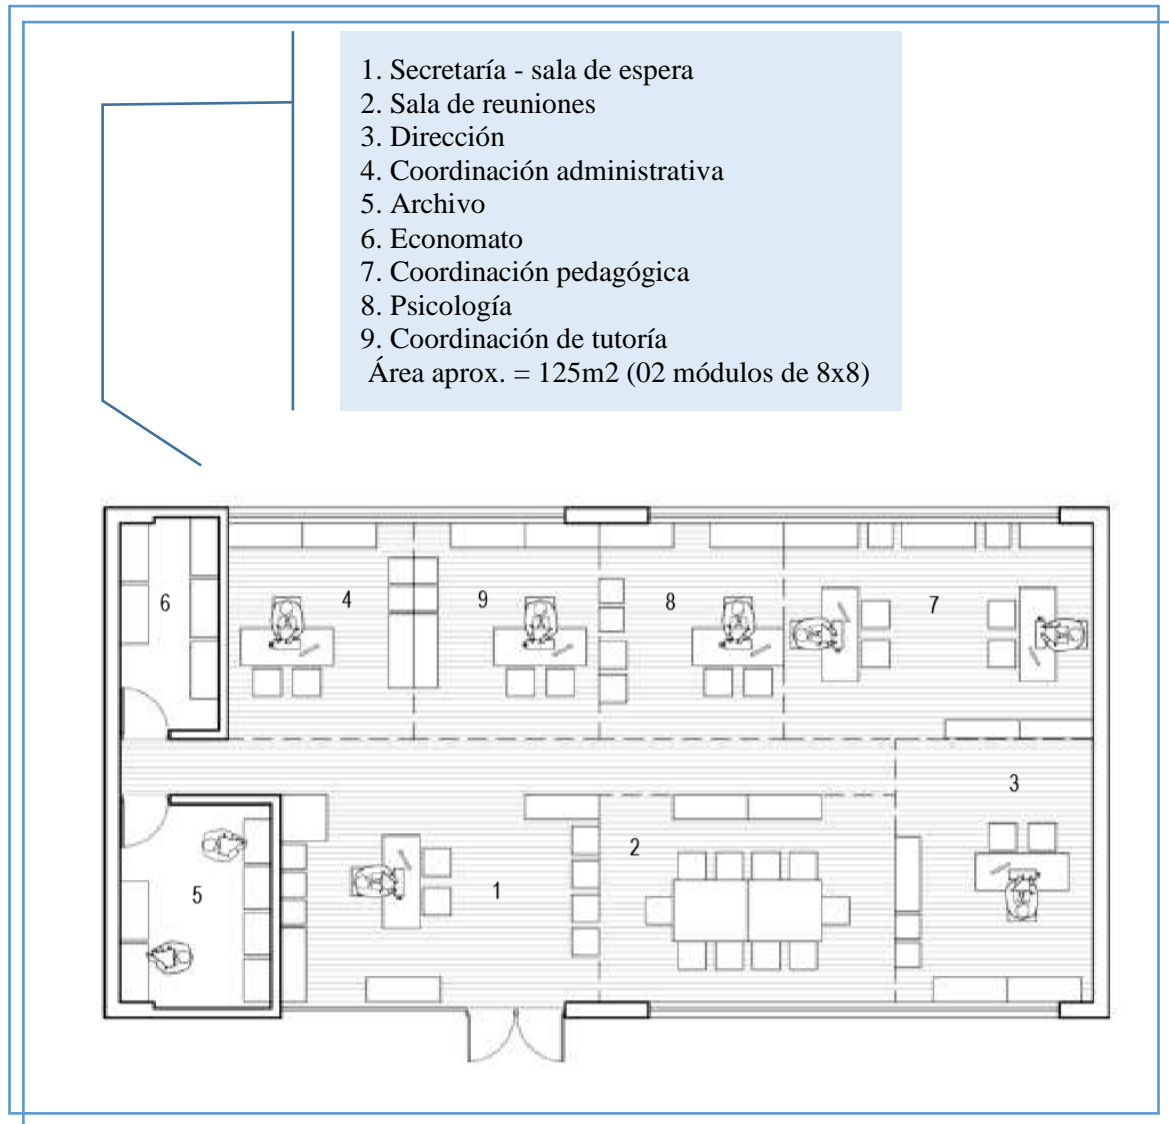 1. Secretaría - sala de espera
2. Sala de reuniones
3. Dirección
4. Coordinación administrativa
5. Archivo
6. Economato
7. Coordinación pedagógica
8. Psicología
9. Coordinación de tutoría
Área aprox. = 125m2 (02 módulos de 8x8)
6
4
9
8
7
3
2
5
1